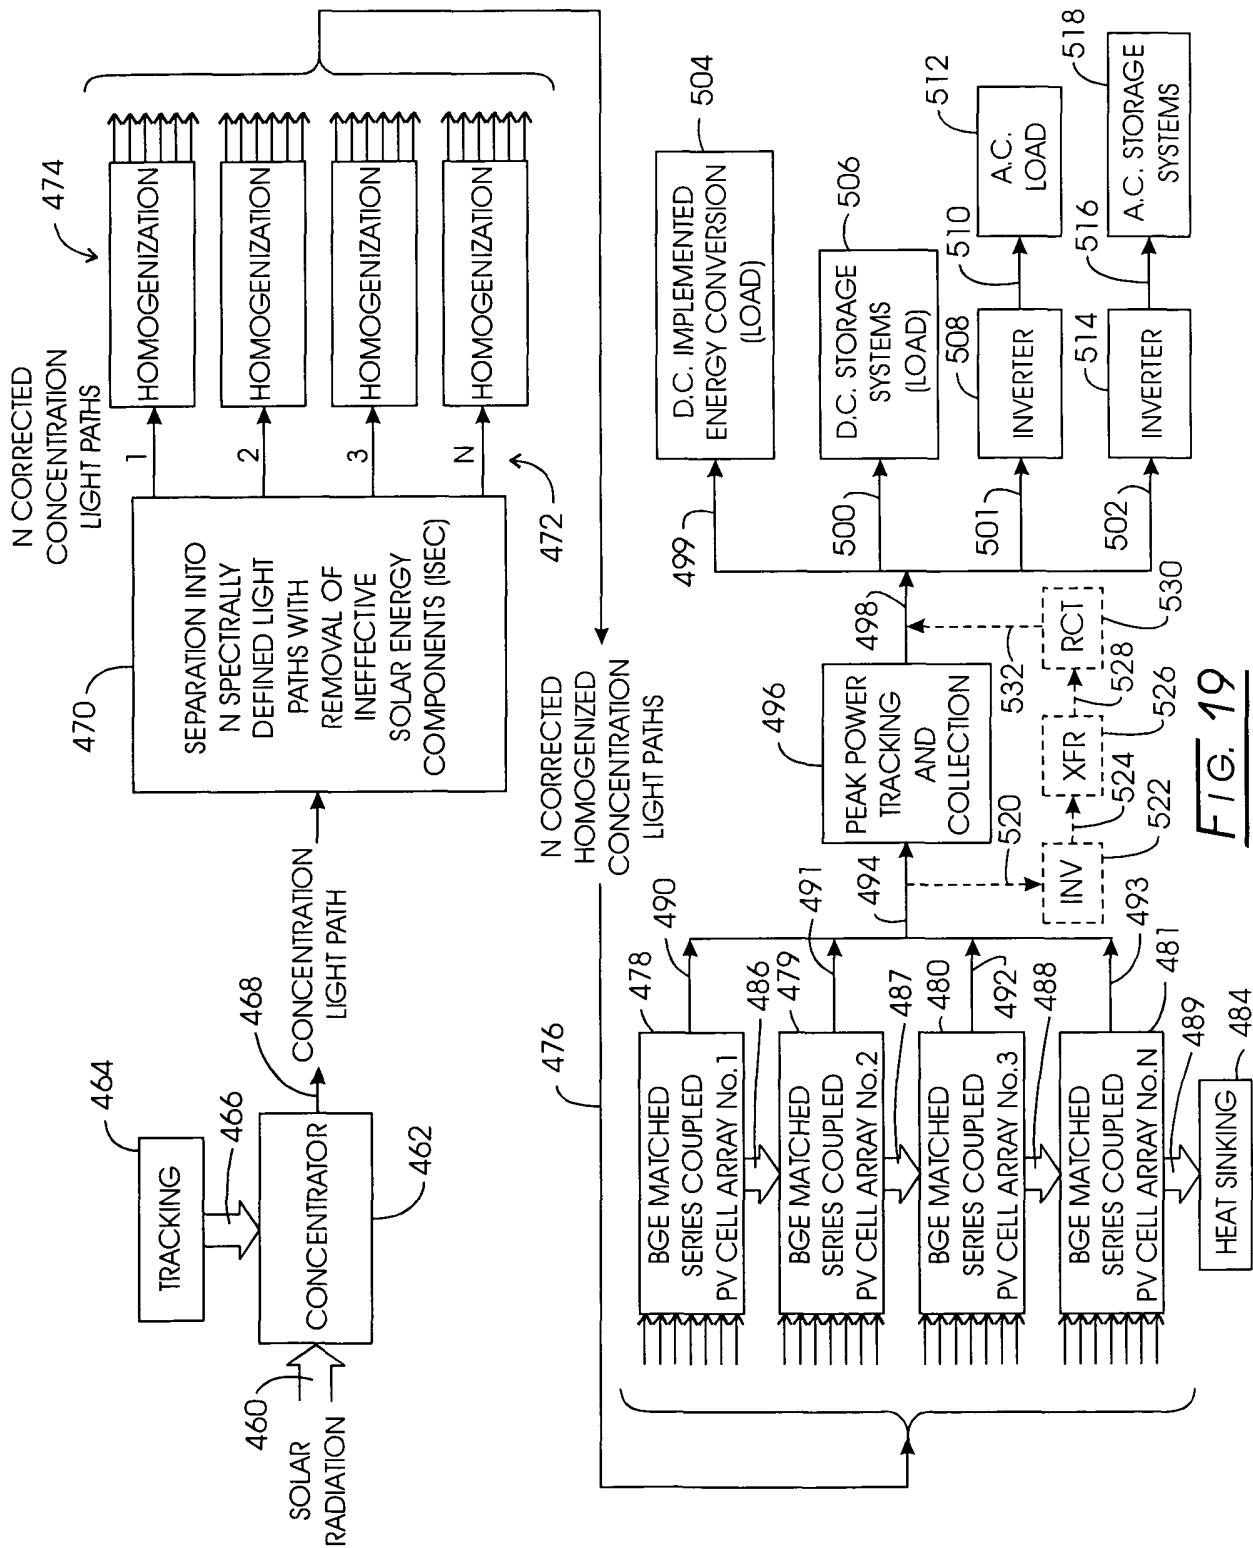 SOLAR
RADIATION
460
TRACKING
464
466
CONCENTRATOR
462
468
CONCENTRATION
LIGHT PATH
470
SEPARATION INTO
N SPECTRALLY
DEFINED LIGHT
PATHS WITH
REMOVAL OF
INEFFECTIVE
SOLAR ENERGY
COMPONENTS (ISEC)
N CORRECTED
CONCENTRATION
LIGHT PATHS
1
2
3
N
472
474
HOMOGENIZATION
HOMOGENIZATION
HOMOGENIZATION
HOMOGENIZATION
476
N CORRECTED
HOMOGENIZED
CONCENTRATION
LIGHT PATHS
BGE MATCHED
SERIES COUPLED
PV CELL ARRAY No.1
478
490
486
BGE MATCHED
SERIES COUPLED
PV CELL ARRAY No.2
479
491
487
BGE MATCHED
SERIES COUPLED
PV CELL ARRAY No.3
480
492
488
BGE MATCHED
SERIES COUPLED
PV CELL ARRAY No.N
481
493
489
HEAT SINKING
484
494
PEAK POWER
TRACKING
AND
COLLECTION
496
498
520
INV
522
524
XFR
526
528
RCT
530
532
499
500
501
502
D.C. IMPLEMENTED
ENERGY CONVERSION
(LOAD)
504
D.C. STORAGE
SYSTEMS
(LOAD)
506
INVERTER
508
510
A.C.
LOAD
512
INVERTER
514
516
A.C. STORAGE
SYSTEMS
518
FIG. 19